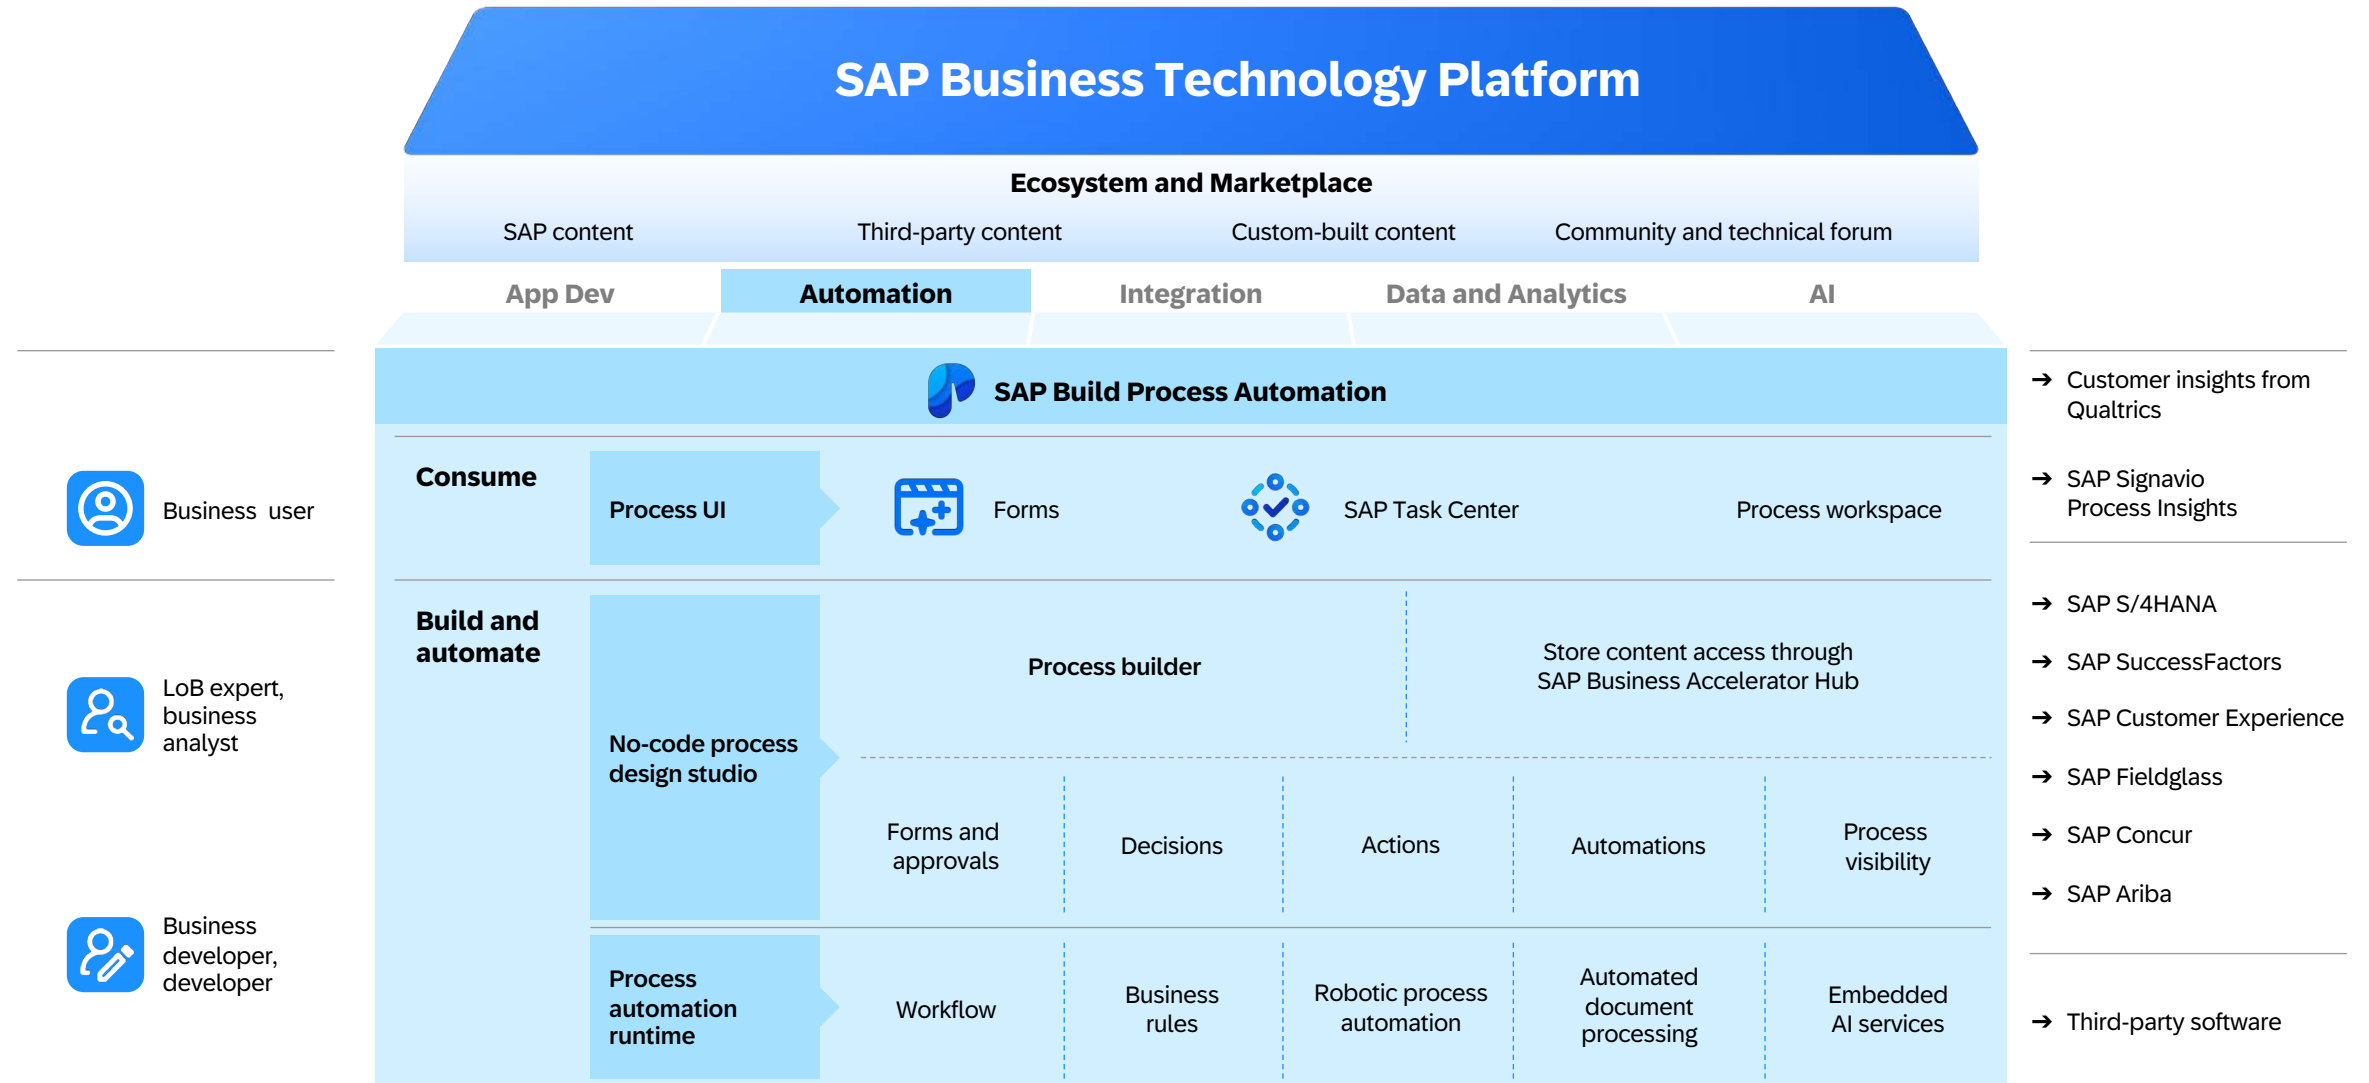 SAP Business Technology Platform
Ecosystem and Marketplace
SAP content
Third-party content
Custom-built content
Community and technical forum
App Dev
Automation
Integration
Data and Analytics
AI
SAP Build Process Automation
Business user
LoB expert,
business
analyst
Business
developer,
developer
Consume
Process UI
Forms
SAP Task Center
Process workspace
Build and
automate
No-code process
design studio
Process builder
Store content access through
SAP Business Accelerator Hub
Forms and
approvals
Decisions
Actions
Automations
Process
visibility
Process
automation
runtime
Workflow
Business
rules
Robotic process
automation
Automated
document
processing
Embedded
AI services
➔ Customer insights from
Qualtrics
➔ SAP Signavio
Process Insights
➔ SAP S/4HANA
➔ SAP SuccessFactors
➔ SAP Customer Experience
➔ SAP Fieldglass
➔ SAP Concur
➔ SAP Ariba
➔ Third-party software